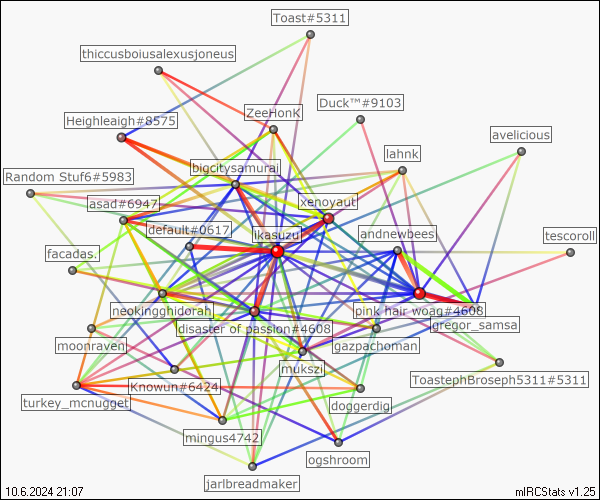 Toast#5311
thiccusboiusalexusjoneus
Duck™#9103
ZeeHonK
Heighleaigh#8575
avelicious
lahnk
bigcitysamurai
Random Stuf6#5983
xenoyaut
asad#6947
default#0617
ikasuzu
andnewbees
tescoroll
facadas.
neokingghidorah
pink hair woag#4608
gregor_samsa
disaster of passion#4608
moonraven
gazpachoman
mukszii
ToastephBroseph5311#5311
Knowun#6424
turkey_mcnugget
doggerdig
mingus4742
ogshroom
jarlbreadmaker
10.6.2024 21:07
mIRCStats v1.25